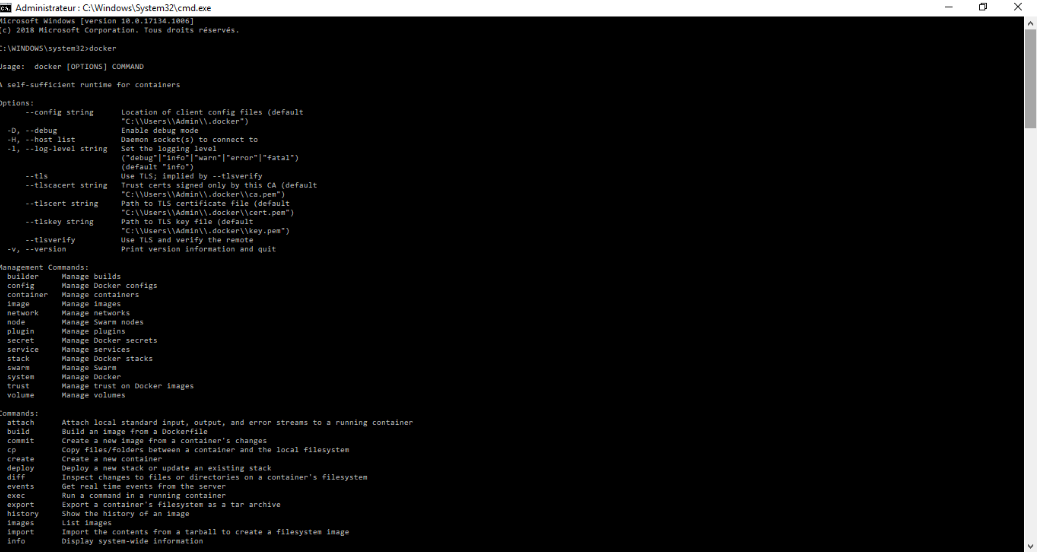 Administrateur : C:\Windows\System32\cmd.exe
Microsoft Windows [version 10.0.17134.1006]
(c) 2018 Microsoft Corporation. Tous droits réservés.
C:\WINDOWS\system32>docker
Usage:  docker [OPTIONS] COMMAND
A self-sufficient runtime for containers
Options:
      --config string      Location of client config files (default
                           "C:\\Users\\Admin\\.docker")
  -D, --debug              Enable debug mode
  -H, --host list          Daemon socket(s) to connect to
  -l, --log-level string   Set the logging level
                           ("debug"|"info"|"warn"|"error"|"fatal")
                           (default "info")
      --tls                Use TLS; implied by --tlsverify
      --tlscacert string   Trust certs signed only by this CA (default
                           "C:\\Users\\Admin\\.docker\\ca.pem")
      --tlscert string     Path to TLS certificate file (default
                           "C:\\Users\\Admin\\.docker\\cert.pem")
      --tlskey string      Path to TLS key file (default
                           "C:\\Users\\Admin\\.docker\\key.pem")
      --tlsverify          Use TLS and verify the remote
  -v, --version            Print version information and quit
Management Commands:
  builder     Manage builds
  config      Manage Docker configs
  container   Manage containers
  image       Manage images
  network     Manage networks
  node        Manage Swarm nodes
  plugin      Manage plugins
  secret      Manage Docker secrets
  service     Manage services
  stack       Manage Docker stacks
  swarm       Manage Swarm
  system      Manage Docker
  trust       Manage trust on Docker images
  volume      Manage volumes
Commands:
  attach      Attach local standard input, output, and error streams to a running container
  build       Build an image from a Dockerfile
  commit      Create a new image from a container's changes
  cp          Copy files/folders between a container and the local filesystem
  create      Create a new container
  deploy      Deploy a new stack or update an existing stack
  diff        Inspect changes to files or directories on a container's filesystem
  events      Get real time events from the server
  exec        Run a command in a running container
  export      Export a container's filesystem as a tar archive
  history     Show the history of an image
  images      List images
  import      Import the contents from a tarball to create a filesystem image
  info        Display system-wide information